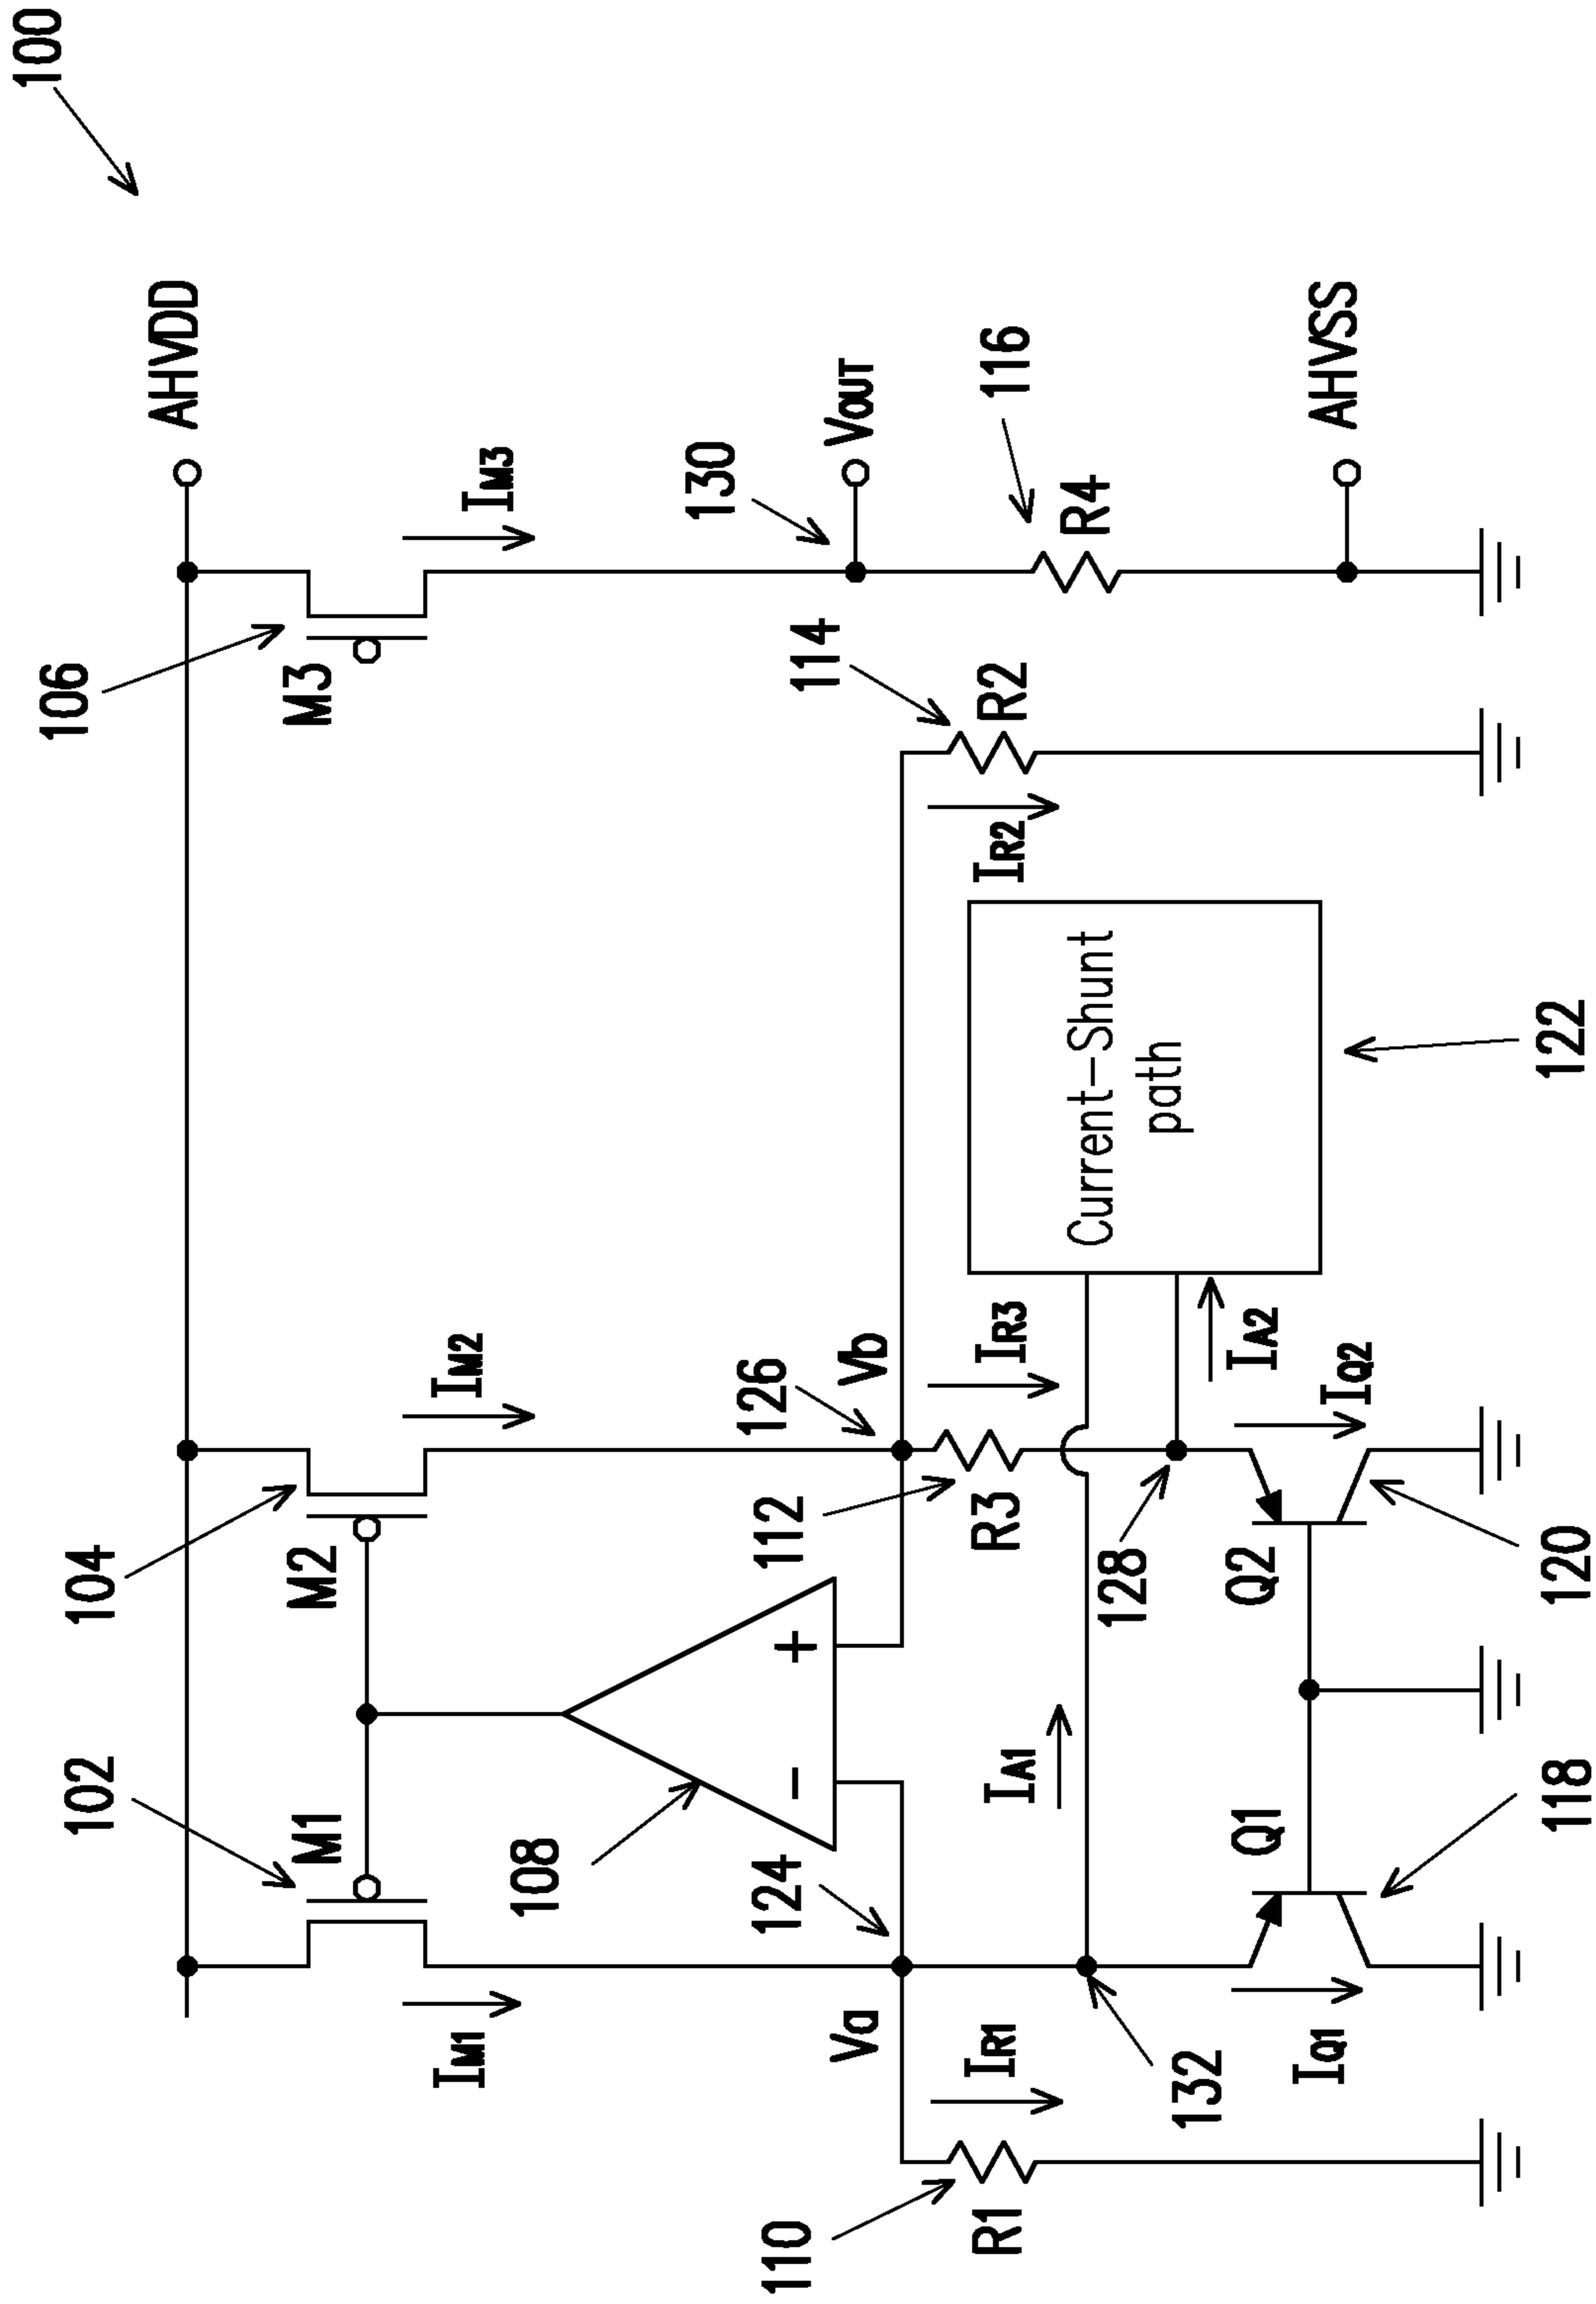 100
AHVDD
106
M3
IM3
104
M2
IM2
102
M1
IM1
108
−
+
130
VOUT
116
R4
AHVSS
114
R2
IR2
126
Vb
112
R3
IR3
124
Va
110
R1
IR1
Current-Shunt
path
122
IA1
IA2
128
132
Q1
IQ1
118
Q2
IQ2
120